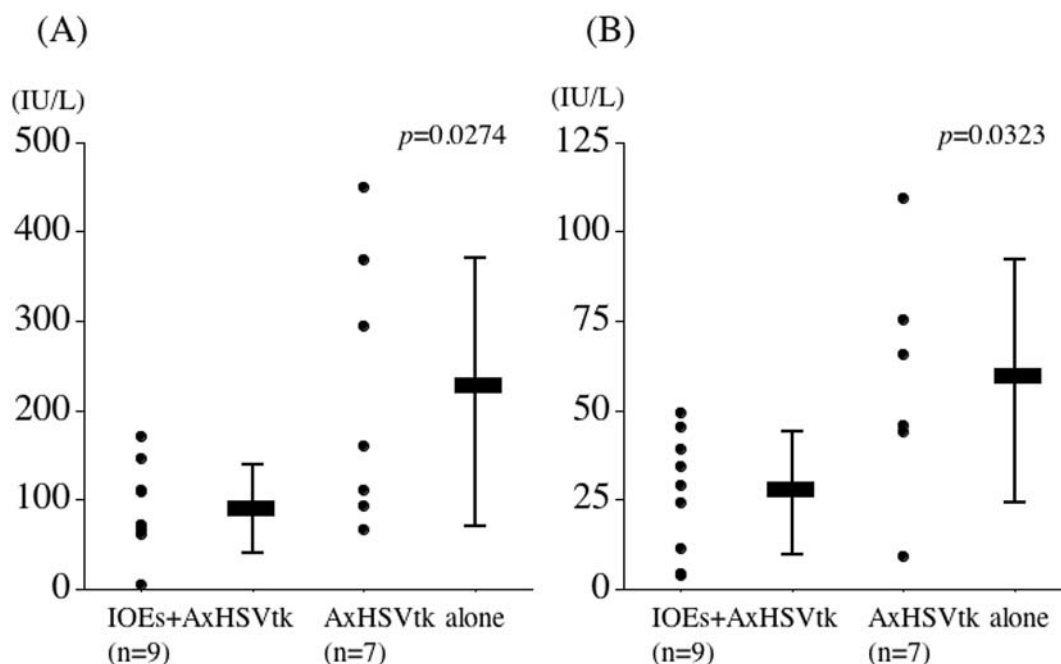 (A)
(IU/L)
500
400
300
200
100
0
p=0.0274
IOEs+AxHSVtk AxHSVtk alone
(n=9) (n=7)
(B)
(IU/L)
125
100
75
50
25
0
p=0.0323
IOEs+AxHSVtk AxHSVtk alone
(n=9) (n=7)